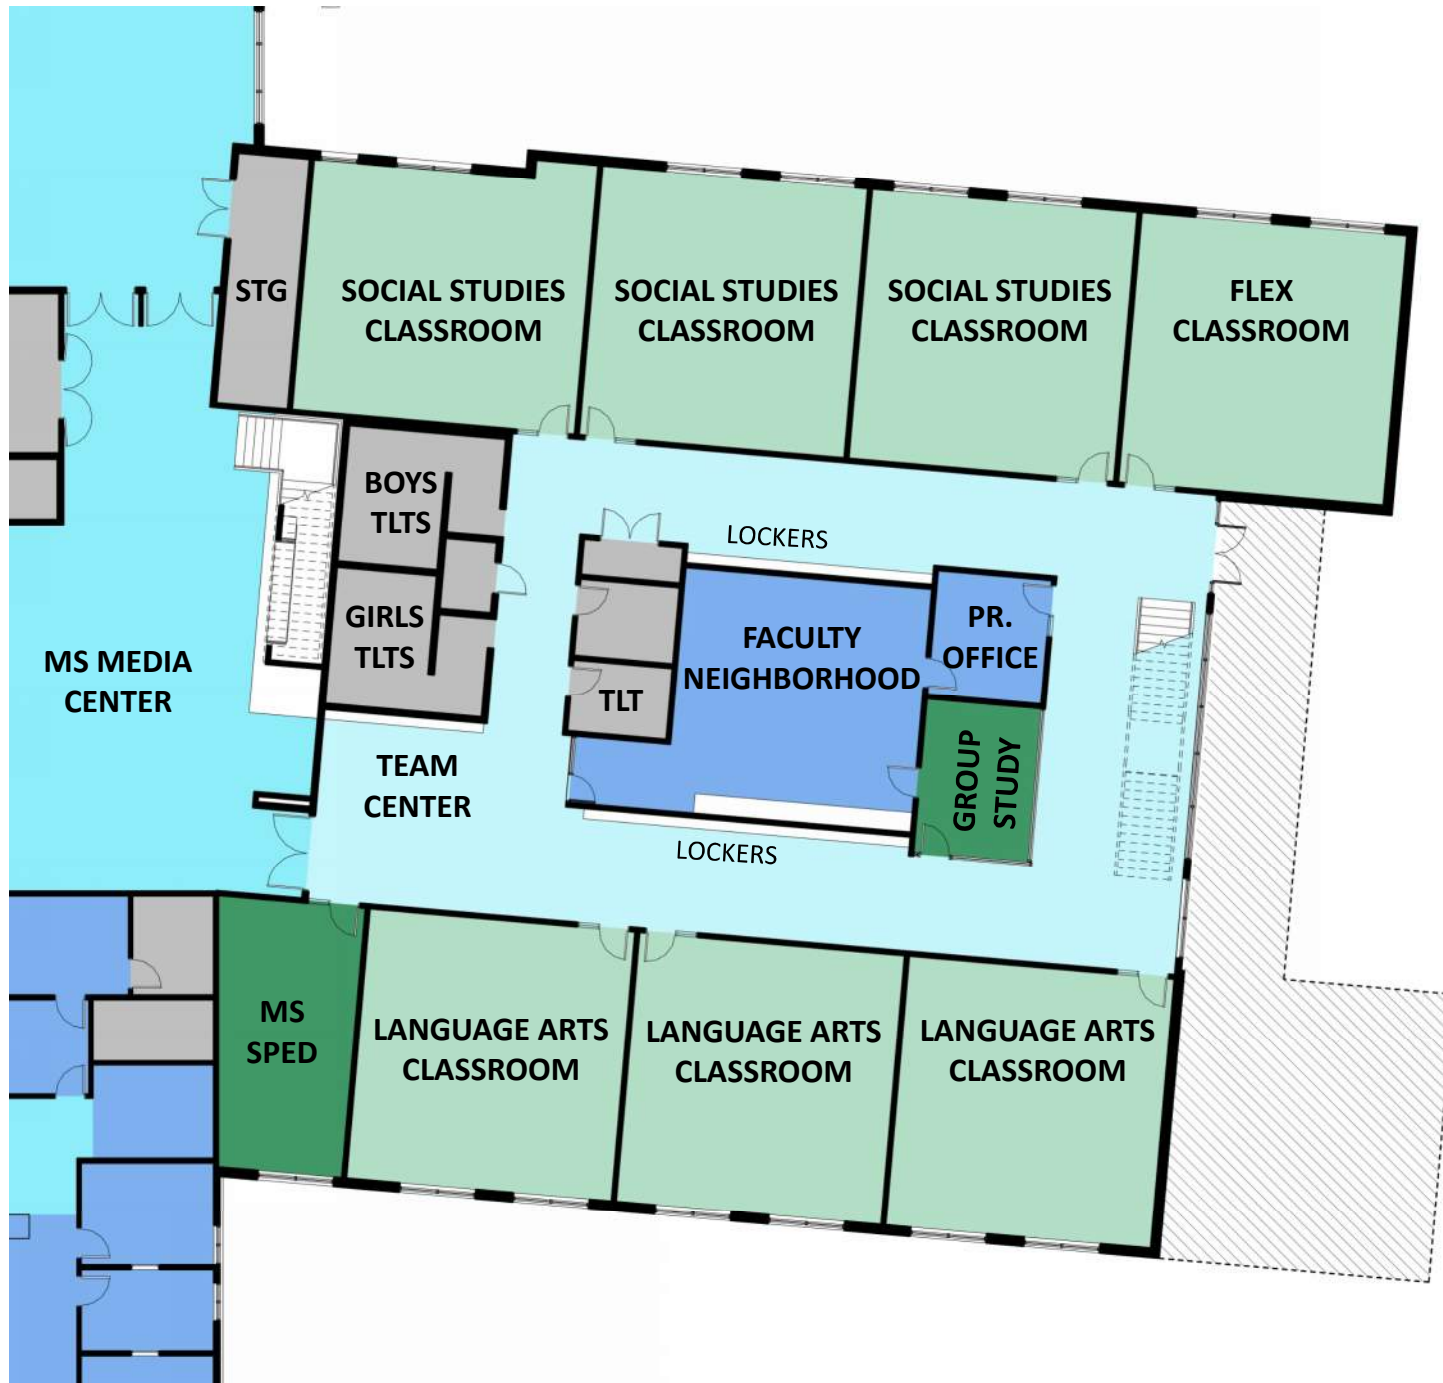 STG
SOCIAL STUDIES
CLASSROOM
SOCIAL STUDIES
CLASSROOM
SOCIAL STUDIES
CLASSROOM
FLEX
CLASSROOM
BOYS
TLTS
LOCKERS
GIRLS
TLTS
MS MEDIA
CENTER
TLT
FACULTY
NEIGHBORHOOD
PR.
OFFICE
GROUP
STUDY
TEAM
CENTER
LOCKERS
MS
SPED
LANGUAGE ARTS
CLASSROOM
LANGUAGE ARTS
CLASSROOM
LANGUAGE ARTS
CLASSROOM